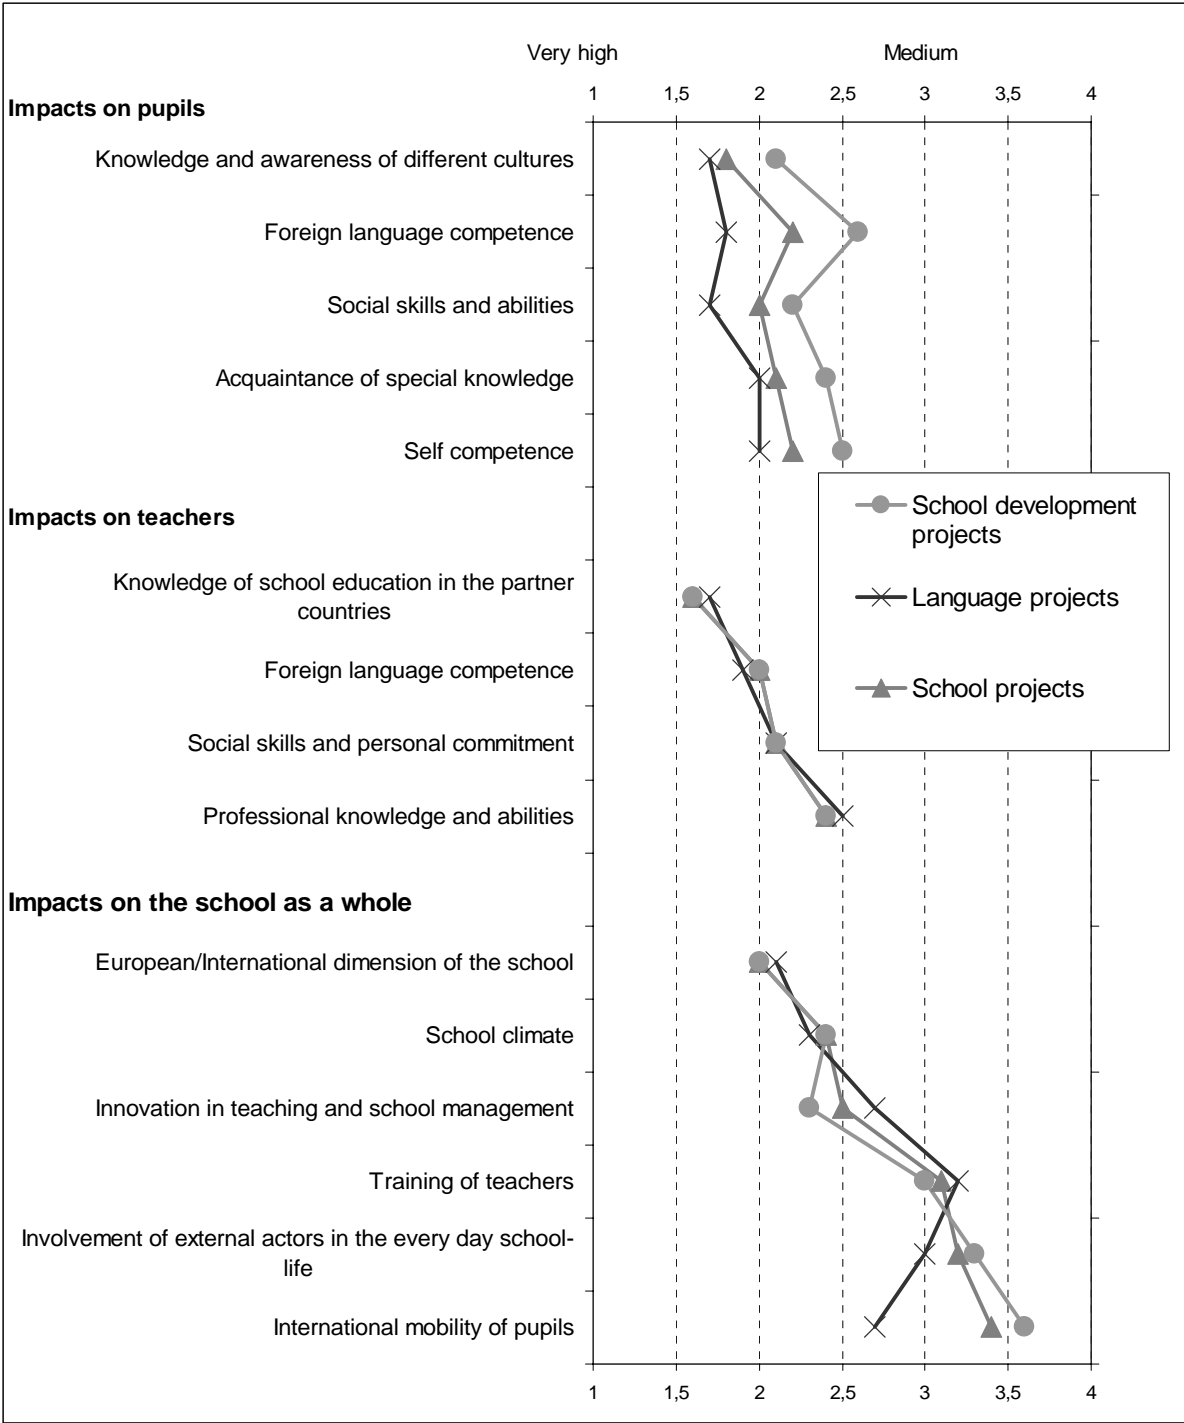 Very high Medium
1 1,5 2 2,5 3 3,5 4
Impacts on pupils
Knowledge and awareness of different cultures
Foreign language competence
Social skills and abilities
Acquaintance of special knowledge
Self competence
School development
projects
Language projects
School projects
Impacts on teachers
Knowledge of school education in the partner
countries
Foreign language competence
Social skills and personal commitment
Professional knowledge and abilities
Impacts on the school as a whole
European/International dimension of the school
School climate
Innovation in teaching and school management
Training of teachers
Involvement of external actors in the every day school-
life
International mobility of pupils
1 1,5 2 2,5 3 3,5 4